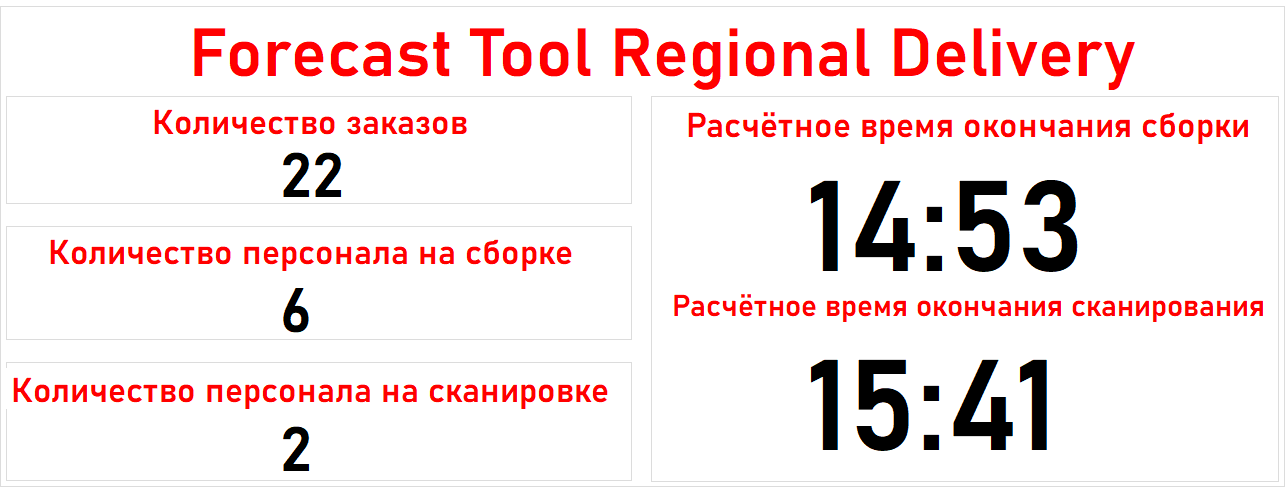 Forecast Tool Regional Delivery
Количество заказов
22
Количество персонала на сборке
6
Количество персонала на сканировке
2
Расчётное время окончания сборки
14:53
Расчётное время окончания сканирования
15:41